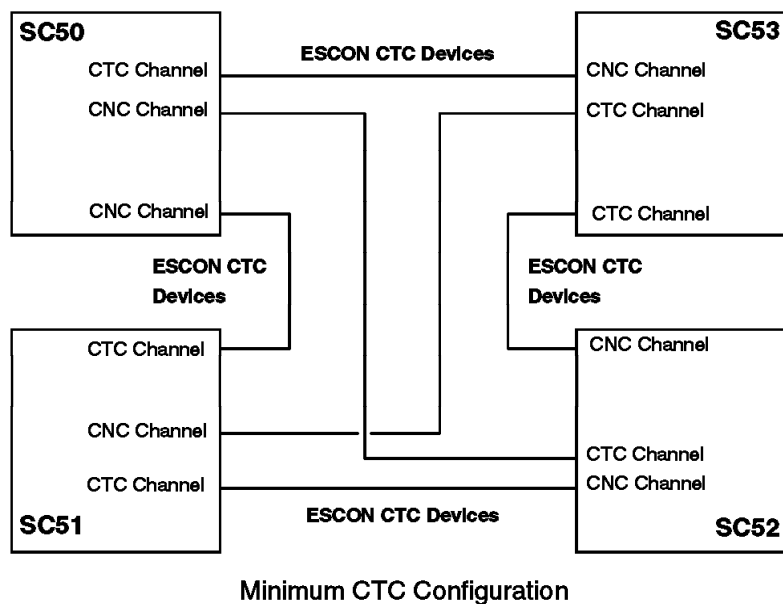 SC50
SC53
ESCON CTC Devices
CTC Channel
CNC Channel
CNC Channel
CTC Channel
CNC Channel
CTC Channel
ESCON CTC
Devices
ESCON CTC
Devices
CTC Channel
CNC Channel
CNC Channel
CTC Channel
CTC Channel
CNC Channel
ESCON CTC Devices
SC51
SC52
Minimum CTC Configuration